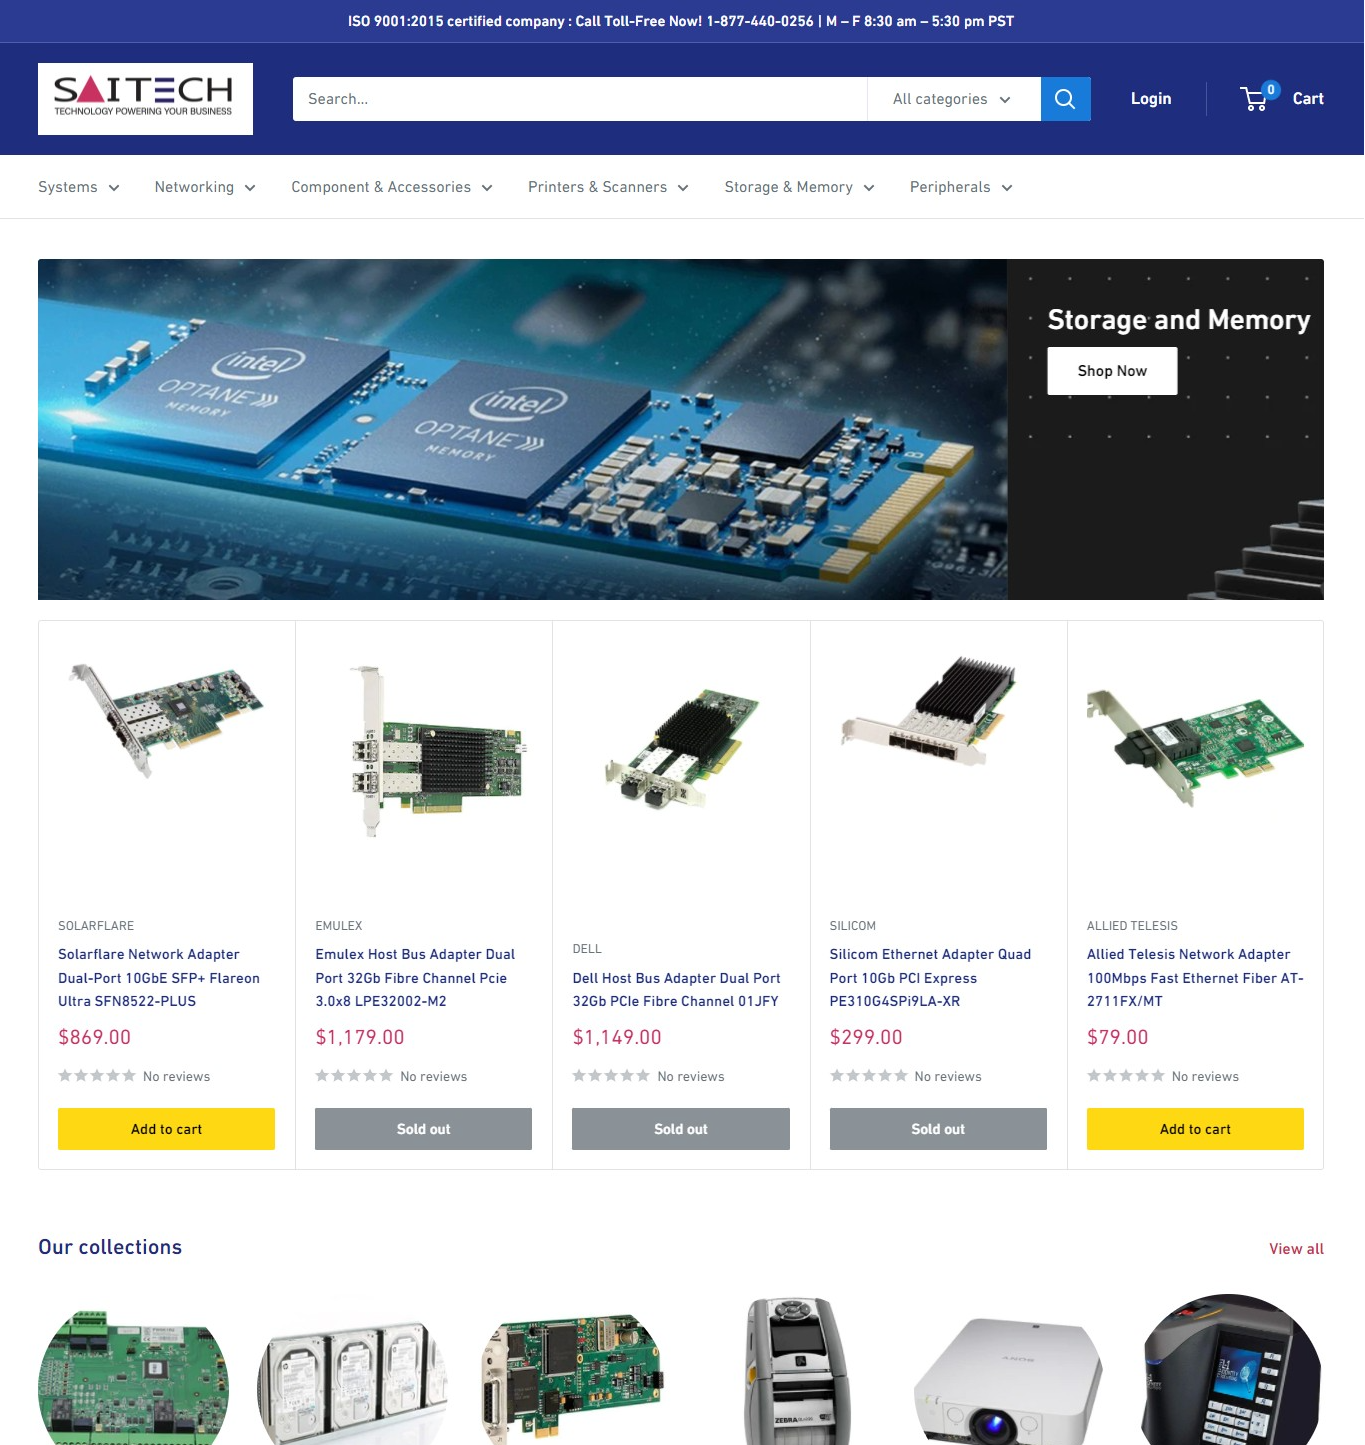 ISO 9001:2015 certified company : Call Toll-Free Now! 1-877-440-0256 | M – F 8:30 am – 5:30 pm PST
SAITECH
TECHNOLOGY POWERING YOUR BUSINESS
Search...
All categories
Login
0
Cart
Systems
Networking
Component & Accessories
Printers & Scanners
Storage & Memory
Peripherals
intel
OPTANE
MEMORY
intel
OPTANE
MEMORY
Storage and Memory
Shop Now
SOLARFLARE
Solarflare Network Adapter
Dual-Port 10GbE SFP+ Flareon
Ultra SFN8522-PLUS
$869.00
No reviews
Add to cart
EMULEX
Emulex Host Bus Adapter Dual
Port 32Gb Fibre Channel Pcie
3.0x8 LPE32002-M2
$1,179.00
No reviews
Sold out
DELL
Dell Host Bus Adapter Dual Port
32Gb PCIe Fibre Channel 01JFY
$1,149.00
No reviews
Sold out
SILICOM
Silicom Ethernet Adapter Quad
Port 10Gb PCI Express
PE310G4SPi9LA-XR
$299.00
No reviews
Sold out
ALLIED TELESIS
Allied Telesis Network Adapter
100Mbps Fast Ethernet Fiber AT-
2711FX/MT
$79.00
No reviews
Add to cart
Our collections
View all
ZEBRA
SONY